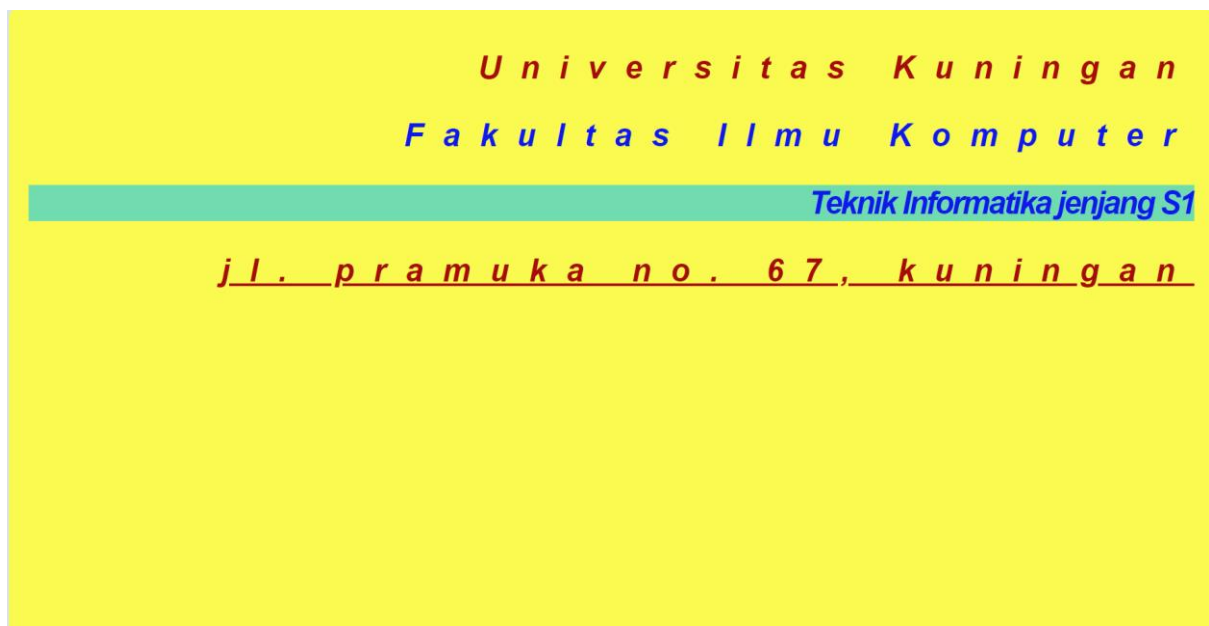 Universitas Kuningan
Fakultas Ilmu Komputer
Teknik Informatika jenjang S1
jl. pramuka no. 67, kuningan